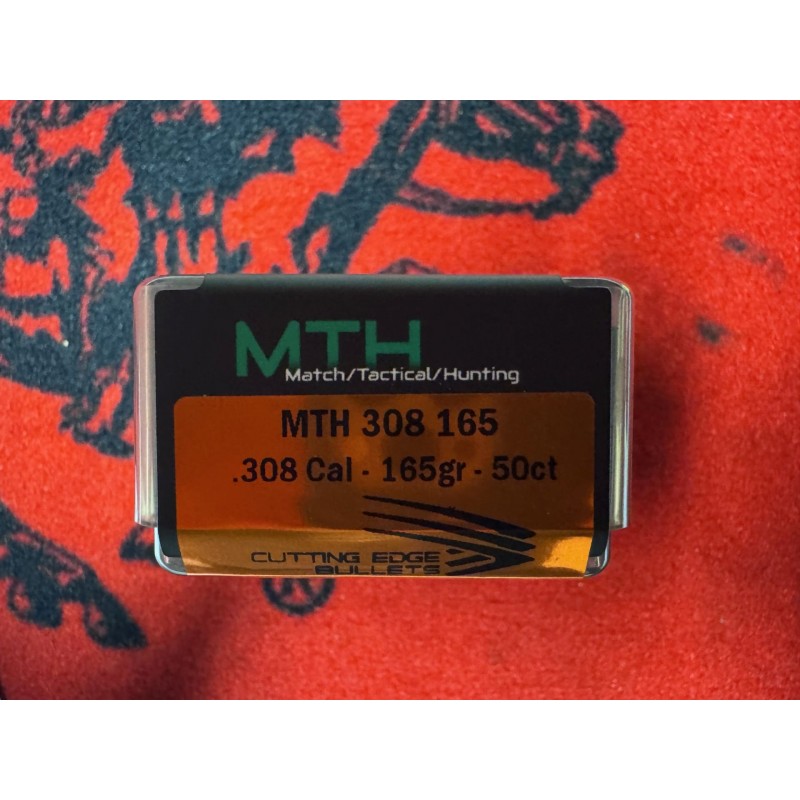 MTH
Match/Tactical/Hunting
MTH 308 165
.308 Cal - 165gr - 50ct
CUTTING EDGE
BULLETS